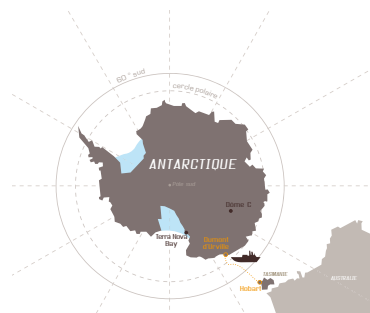 60° sud
cercle polaire
ANTARCTIQUE
Pôle sud
Dôme C
Terra Nova
Bay
Dumont
d'Urville
TASMANIE
AUSTRALIE
Hobart